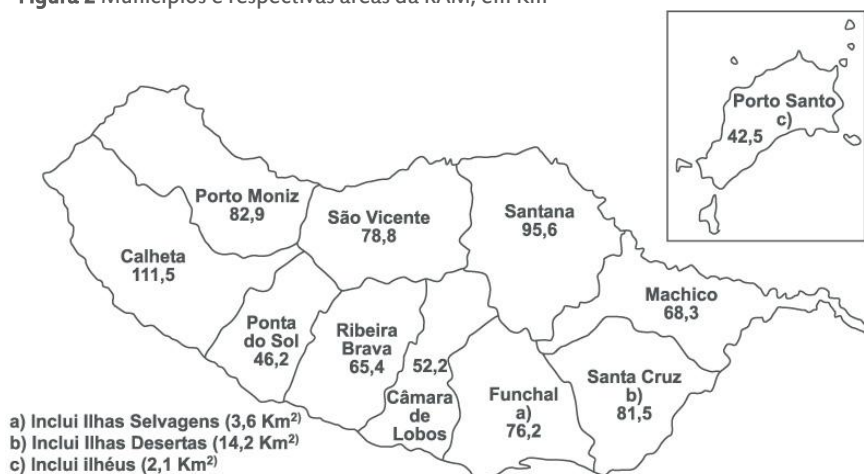 Figura 2 Municípios e respectivas áreas da RAM, em Km
Porto Santo
c)
42,5
Porto Moniz
82,9
São Vicente
78,8
Santana
95,6
Calheta
111,5
Machico
68,3
Ponta
do Sol
46,2
Ribeira
Brava
65,4
52,2
Câmara
de
Lobos
Funchal
a)
76,2
Santa Cruz
b)
81,5
a) Inclui Ilhas Selvagens (3,6 Km²)
b) Inclui Ilhas Desertas (14,2 Km²)
c) Inclui ilhéus (2,1 Km²)